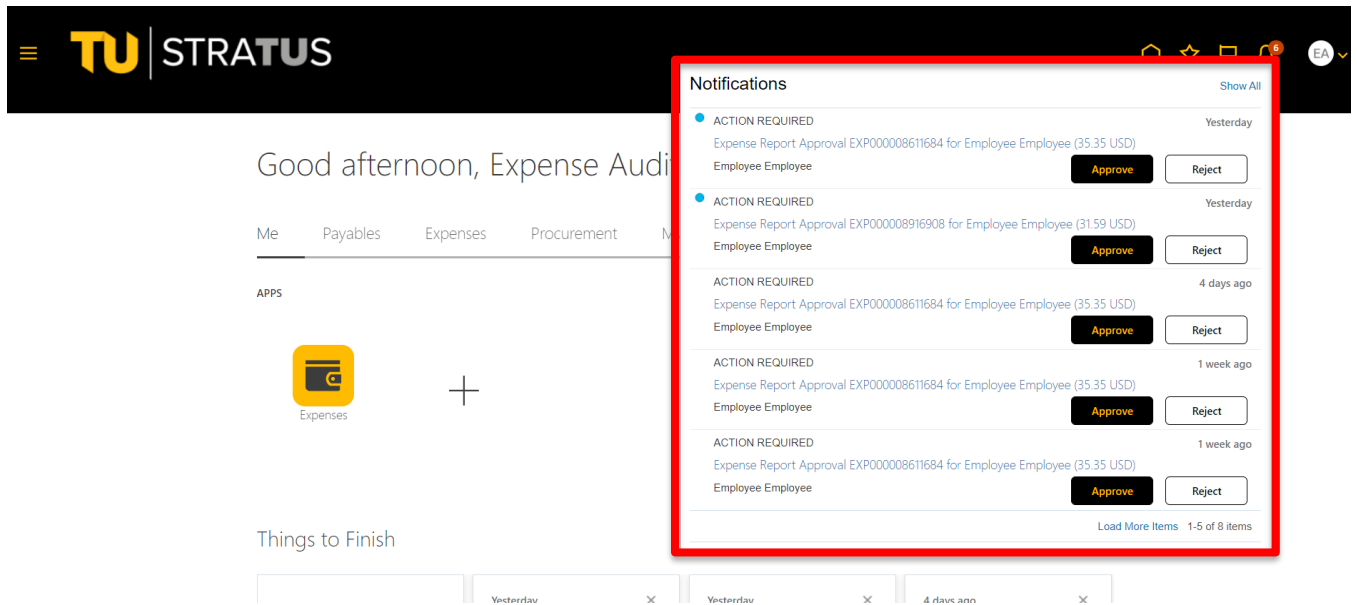 TU STRATUS
6
EA
Notifications
Show All
Good afternoon, Expense Audi
Me Payables Expenses Procurement M
APPS
Expenses
ACTION REQUIRED Yesterday
Expense Report Approval EXP000008611684 for Employee Employee (35.35 USD)
Employee Employee Approve Reject
ACTION REQUIRED Yesterday
Expense Report Approval EXP000008916908 for Employee Employee (31.59 USD)
Employee Employee Approve Reject
ACTION REQUIRED 4 days ago
Expense Report Approval EXP000008611684 for Employee Employee (35.35 USD)
Employee Employee Approve Reject
ACTION REQUIRED 1 week ago
Expense Report Approval EXP000008611684 for Employee Employee (35.35 USD)
Employee Employee Approve Reject
ACTION REQUIRED 1 week ago
Expense Report Approval EXP000008611684 for Employee Employee (35.35 USD)
Employee Employee Approve Reject
Load More Items 1-5 of 8 items
Things to Finish
Yesterday Yesterday 4 days ago